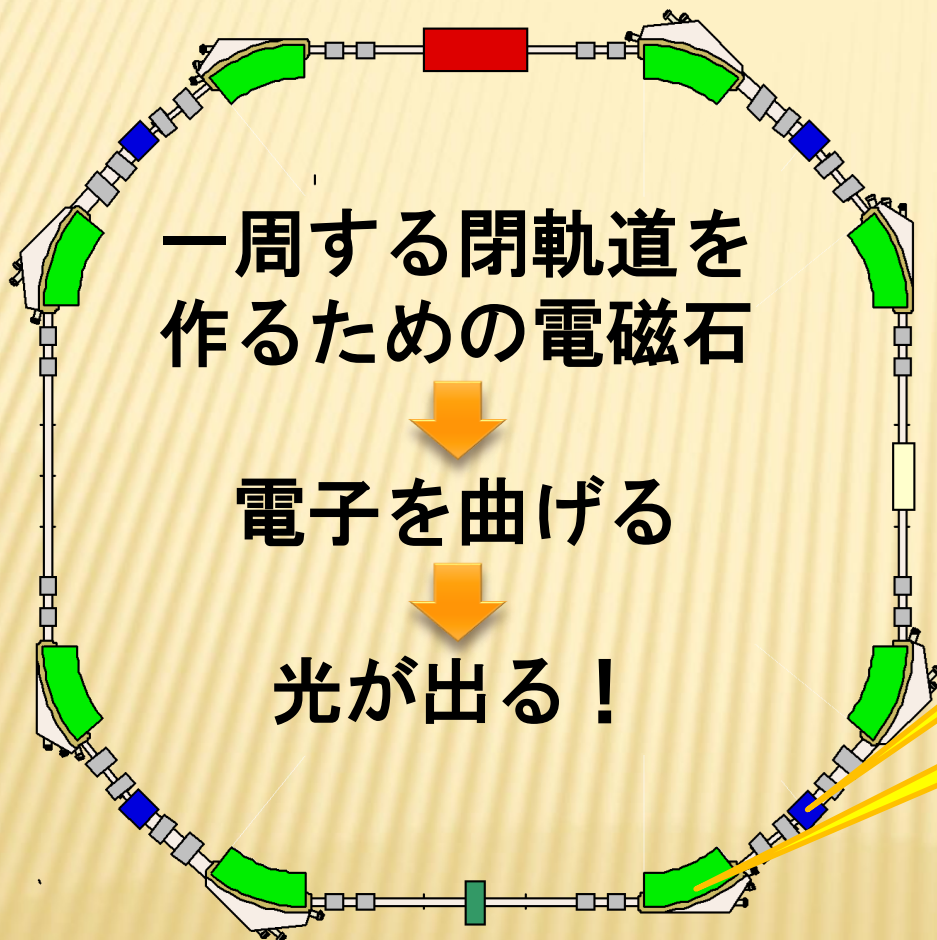 一周する閉軌道を
作るための電磁石
電子を曲げる
光が出る！